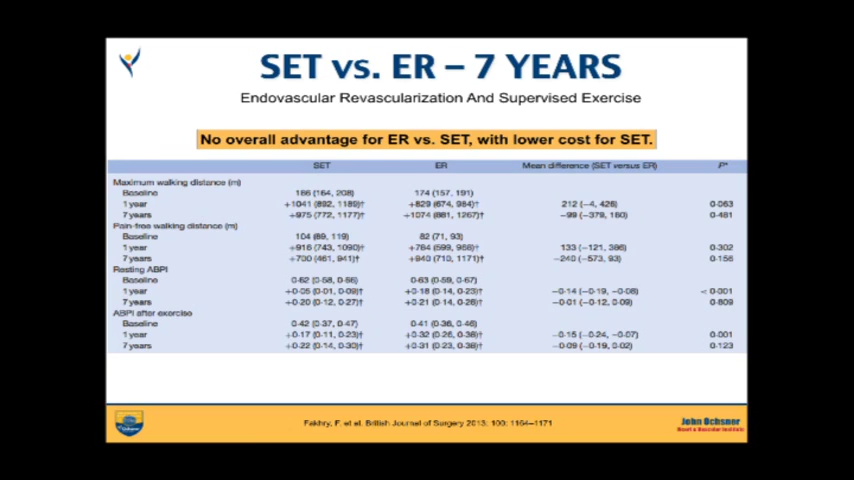 SET vs. ER – 7 YEARS
Endovascular Revascularization And Supervised Exercise
No overall advantage for ER vs. SET, with lower cost for SET.
SET ER Mean difference (SET versus ER) P*
Maximum walking distance (m)
Baseline 186 (164, 208) 174 (157, 191)
1 year +1041 (892, 1189)† +829 (674, 984)† 212 (−4, 428) 0·063
7 years +975 (772, 1177)† +1074 (881, 1267)† −99 (−379, 180) 0·481
Pain-free walking distance (m)
Baseline 104 (89, 119) 82 (71, 93)
1 year +916 (743, 1090)† +784 (599, 968)† 133 (−121, 386) 0·302
7 years +700 (461, 941)† +940 (710, 1171)† −240 (−573, 93) 0·156
Resting ABPI
Baseline 0·62 (0·58, 0·66) 0·63 (0·59, 0·67)
1 year +0·05 (0·01, 0·09)† +0·18 (0·14, 0·23)† −0·14 (−0·19, −0·08) < 0·001
7 years +0·20 (0·12, 0·27)† +0·21 (0·14, 0·28)† −0·01 (−0·12, 0·09) 0·809
ABPI after exercise
Baseline 0·42 (0·37, 0·47) 0·41 (0·36, 0·46)
1 year +0·17 (0·11, 0·23)† +0·32 (0·26, 0·38)† −0·15 (−0·24, −0·07) 0·001
7 years +0·22 (0·14, 0·30)† +0·31 (0·23, 0·38)† −0·09 (−0·19, 0·02) 0·123
Fakhry, F. et al. British Journal of Surgery 2013; 100: 1164–1171
Ochsner
John Ochsner
Heart & Vascular Institute